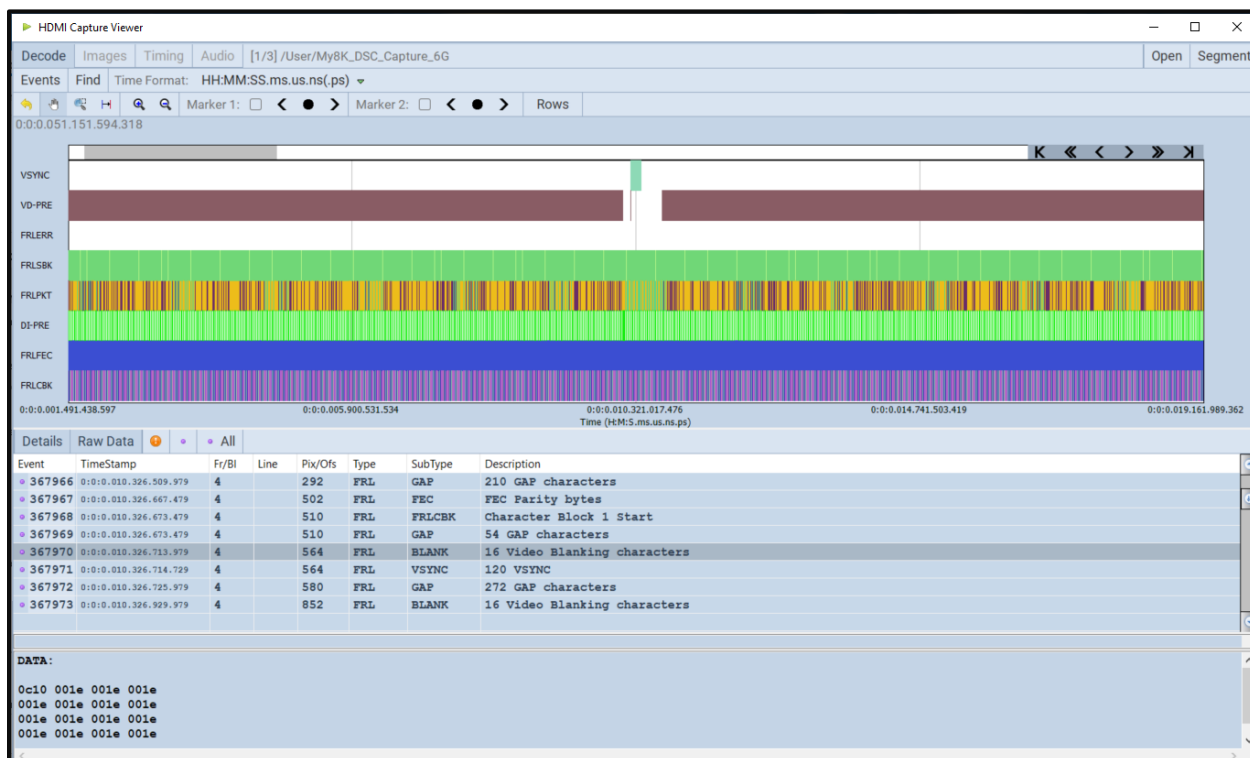 HDMI Capture Viewer
Decode Images Timing Audio [1/3] /User/My8K_DSC_Capture_6G Open Segment
Events Find Time Format: HH:MM:SS.ms.us.ns(.ps)
Marker 1: Marker 2: Rows
0:0:0.051.151.594.318
VSYNC
VD-PRE
FRLERR
FRLSBK
FRLPKT
DI-PRE
FRLFEC
FRLCBK
0:0:0.001.491.438.597 0:0:0.005.900.531.534 0:0:0.010.321.017.476 0:0:0.014.741.503.419 0:0:0.019.161.989.362
Time (H:M:S.ms.us.ns.ps)
Details Raw Data All
Event TimeStamp Fr/Bl Line Pix/Ofs Type SubType Description
367966 0:0:0.010.326.509.979 4 292 FRL GAP 210 GAP characters
367967 0:0:0.010.326.667.479 4 502 FRL FEC FEC Parity bytes
367968 0:0:0.010.326.673.479 4 510 FRL FRLCBK Character Block 1 Start
367969 0:0:0.010.326.673.479 4 510 FRL GAP 54 GAP characters
367970 0:0:0.010.326.713.979 4 564 FRL BLANK 16 Video Blanking characters
367971 0:0:0.010.326.714.729 4 564 FRL VSYNC 120 VSYNC
367972 0:0:0.010.326.725.979 4 580 FRL GAP 272 GAP characters
367973 0:0:0.010.326.929.979 4 852 FRL BLANK 16 Video Blanking characters
DATA:
0c10 001e 001e 001e
001e 001e 001e 001e
001e 001e 001e 001e
001e 001e 001e 001e